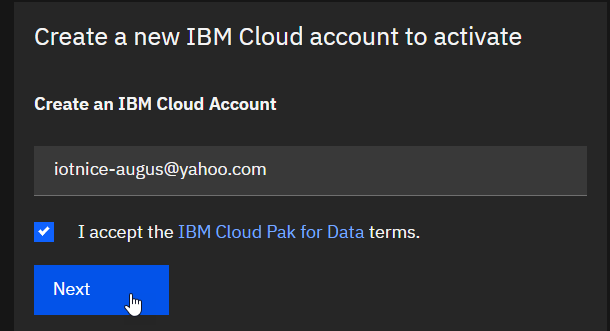 Create a new IBM Cloud account to activate
Create an IBM Cloud Account
iotnice-augus@yahoo.com
I accept the IBM Cloud Pak for Data terms.
Next